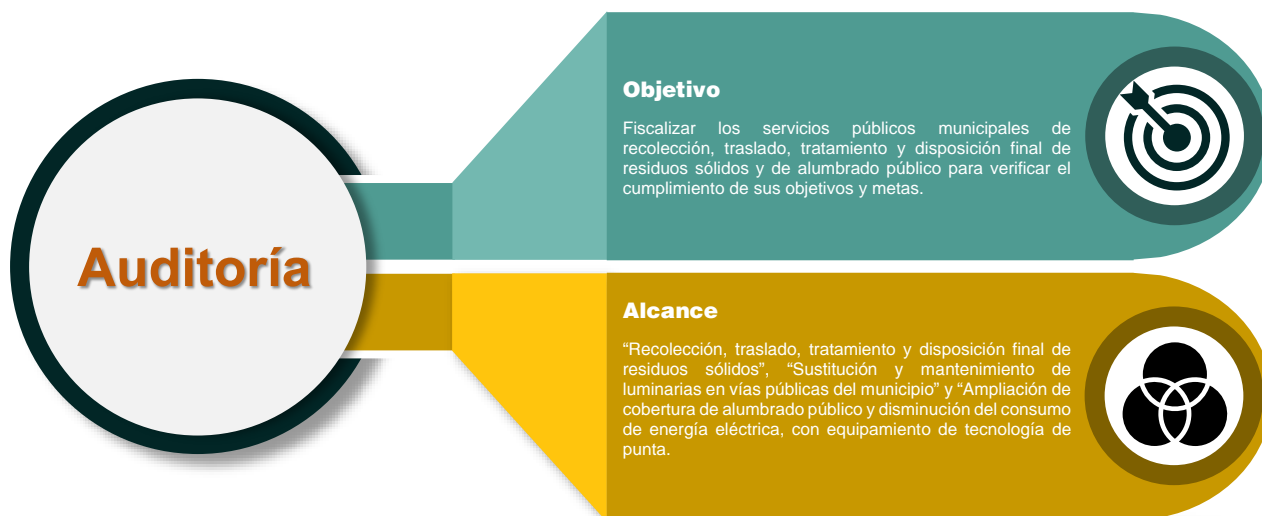 Auditoría
Objetivo
Fiscalizar los servicios públicos municipales de
recolección, traslado, tratamiento y disposición final de
residuos sólidos y de alumbrado público para verificar el
cumplimiento de sus objetivos y metas.
Alcance
“Recolección, traslado, tratamiento y disposición final de
residuos sólidos”, “Sustitución y mantenimiento de
luminarias en vías públicas del municipio” y “Ampliación de
cobertura de alumbrado público y disminución del consumo
de energía eléctrica, con equipamiento de tecnología de
punta.